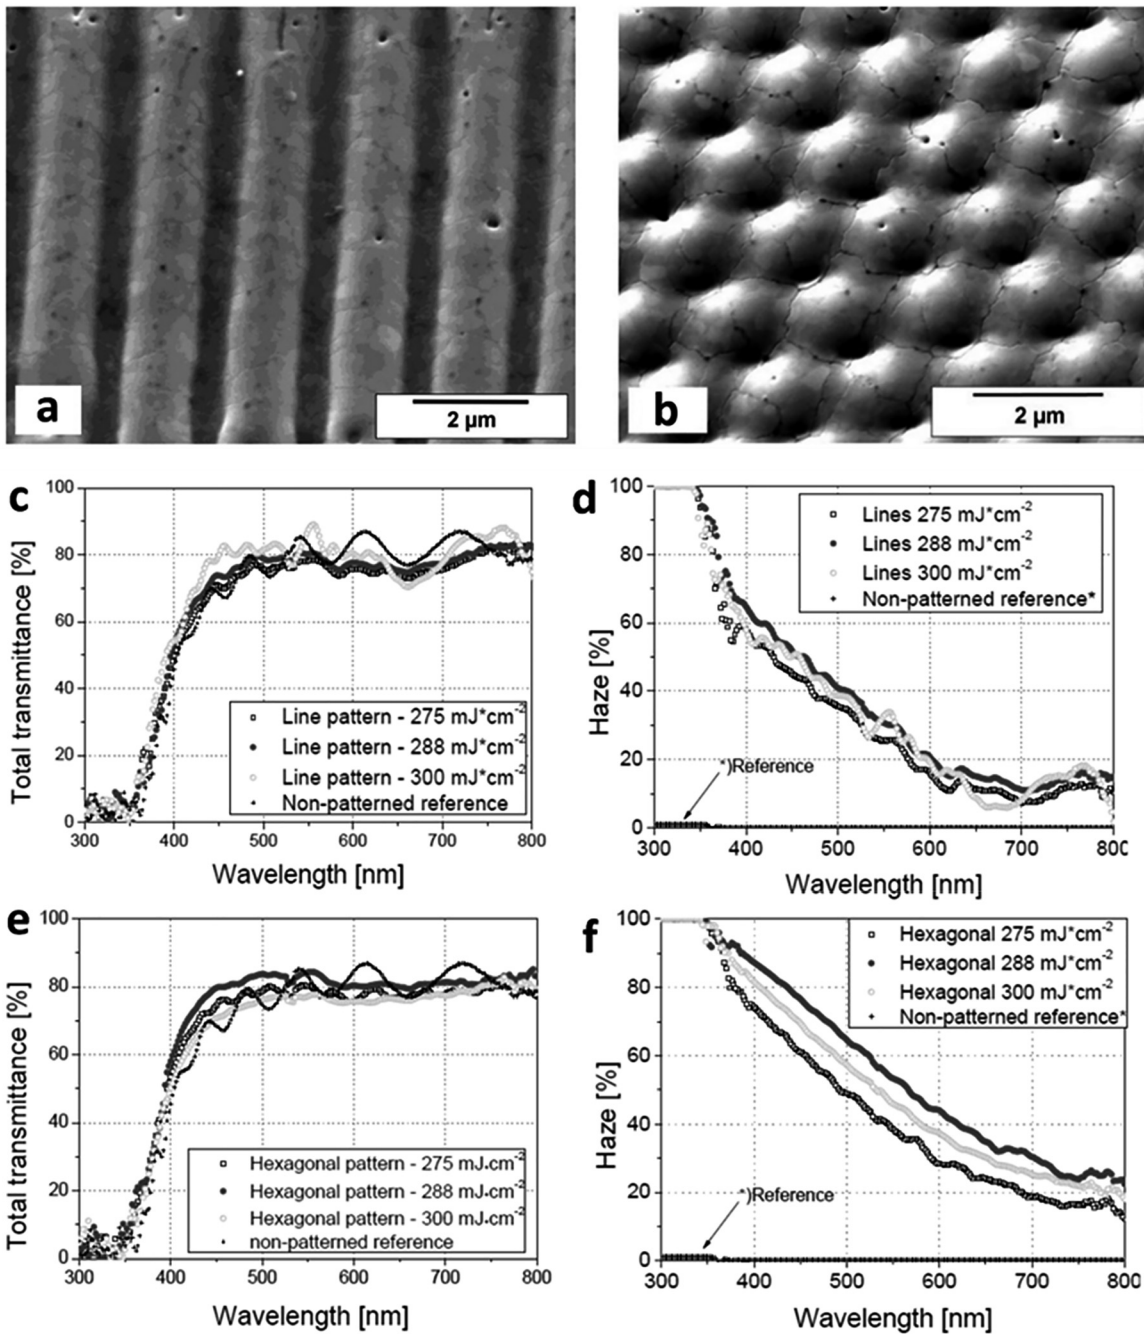 a
2 µm
b
2 µm
c
100
80
60
40
20
0
300 400 500 600 700 800
Total transmittance [%]
Wavelength [nm]
Line pattern - 275 mJ*cm-2
Line pattern - 288 mJ*cm-2
Line pattern - 300 mJ*cm-2
Non-patterned reference
d
100
80
60
40
20
0
300 400 500 600 700 800
Haze [%]
Wavelength [nm]
Lines 275 mJ*cm-2
Lines 288 mJ*cm-2
Lines 300 mJ*cm-2
Non-patterned reference*
*)Reference
e
100
80
60
40
20
0
300 400 500 600 700 800
Total transmittance [%]
Wavelength [nm]
Hexagonal pattern - 275 mJ.cm-2
Hexagonal pattern - 288 mJ.cm-2
Hexagonal pattern - 300 mJ.cm-2
non-patterned reference
f
100
80
60
40
20
0
300 400 500 600 700 800
Haze [%]
Wavelength [nm]
Hexagonal 275 mJ*cm-2
Hexagonal 288 mJ*cm-2
Hexagonal 300 mJ*cm-2
Non-patterned reference*
*)Reference